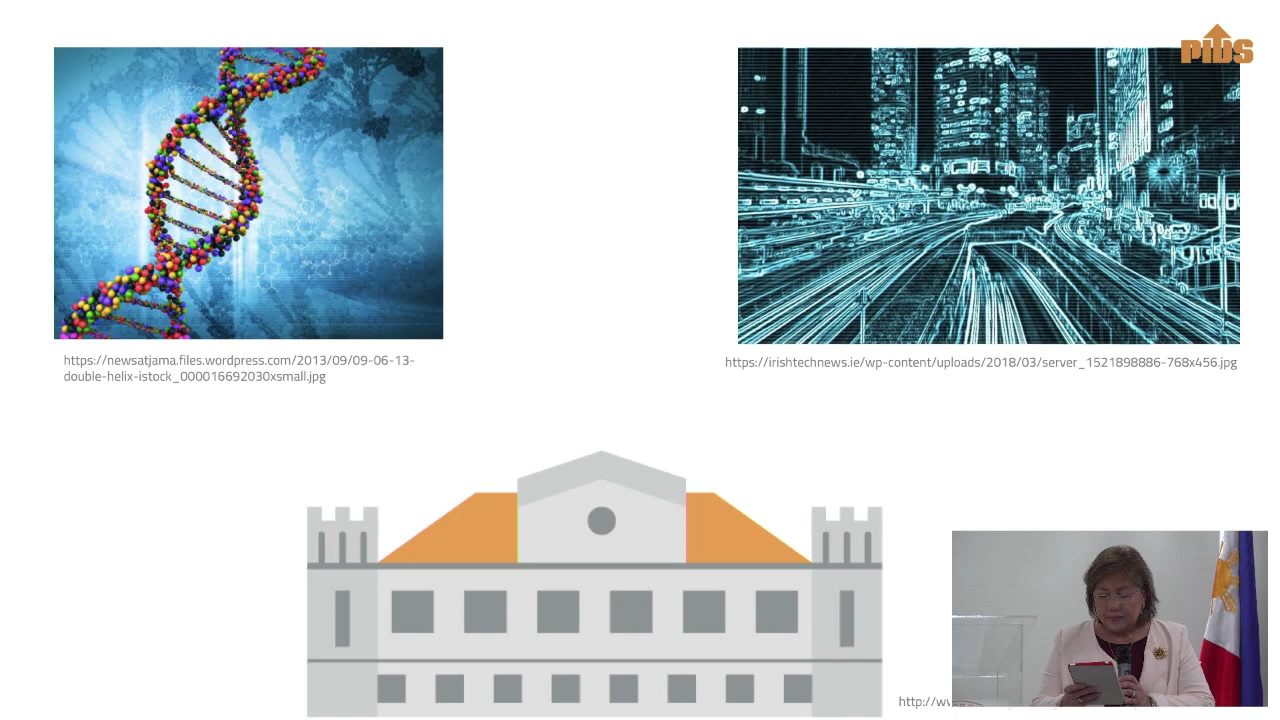 PIDS
https://newsatjama.files.wordpress.com/2013/09/09-06-13-
double-helix-istock_000016692030xsmall.jpg
https://irishtechnews.ie/wp-content/uploads/2018/03/server_1521898886-768x456.jpg
http://w